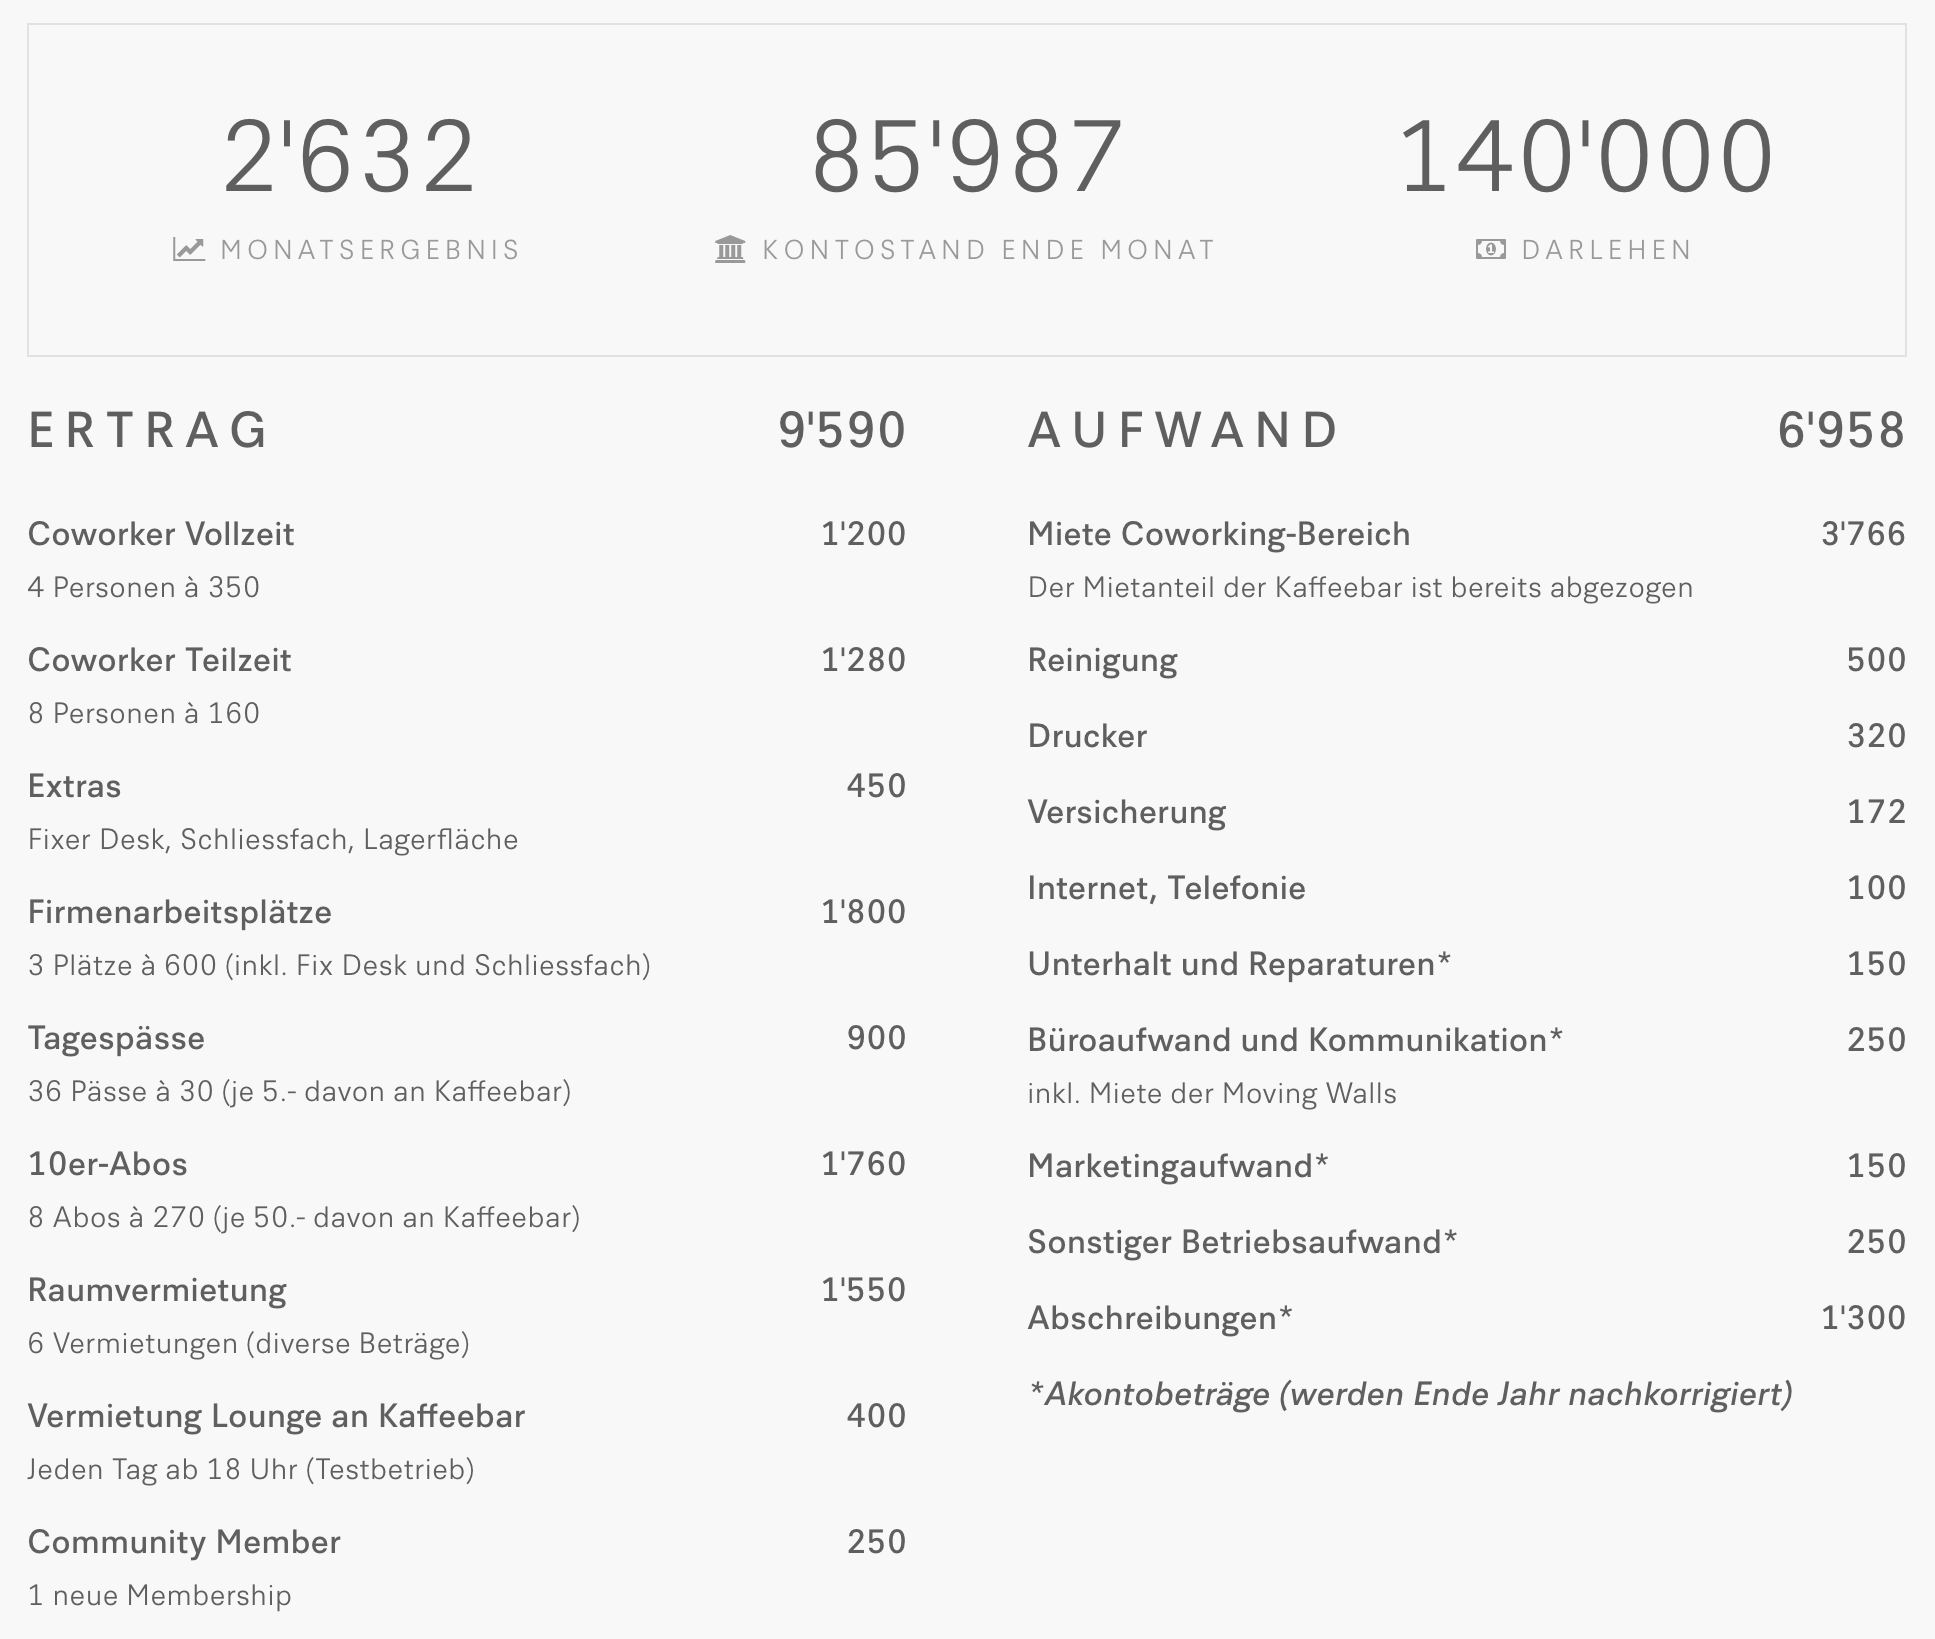 2'632
MONATSERGEBNIS
85'987
KONTOSTAND ENDE MONAT
140'000
DARLEHEN
ERTRAG 9'590
Coworker Vollzeit 1'200
4 Personen à 350
Coworker Teilzeit 1'280
8 Personen à 160
Extras 450
Fixer Desk, Schliessfach, Lagerfläche
Firmenarbeitsplätze 1'800
3 Plätze à 600 (inkl. Fix Desk und Schliessfach)
Tagespässe 900
36 Pässe à 30 (je 5.- davon an Kaffeebar)
10er-Abos 1'760
8 Abos à 270 (je 50.- davon an Kaffeebar)
Raumvermietung 1'550
6 Vermietungen (diverse Beträge)
Vermietung Lounge an Kaffeebar 400
Jeden Tag ab 18 Uhr (Testbetrieb)
Community Member 250
1 neue Membership
AUFWAND 6'958
Miete Coworking-Bereich 3'766
Der Mietanteil der Kaffeebar ist bereits abgezogen
Reinigung 500
Drucker 320
Versicherung 172
Internet, Telefonie 100
Unterhalt und Reparaturen* 150
Büroaufwand und Kommunikation* 250
inkl. Miete der Moving Walls
Marketingaufwand* 150
Sonstiger Betriebsaufwand* 250
Abschreibungen* 1'300
*Akontobeträge (werden Ende Jahr nachkorrigiert)